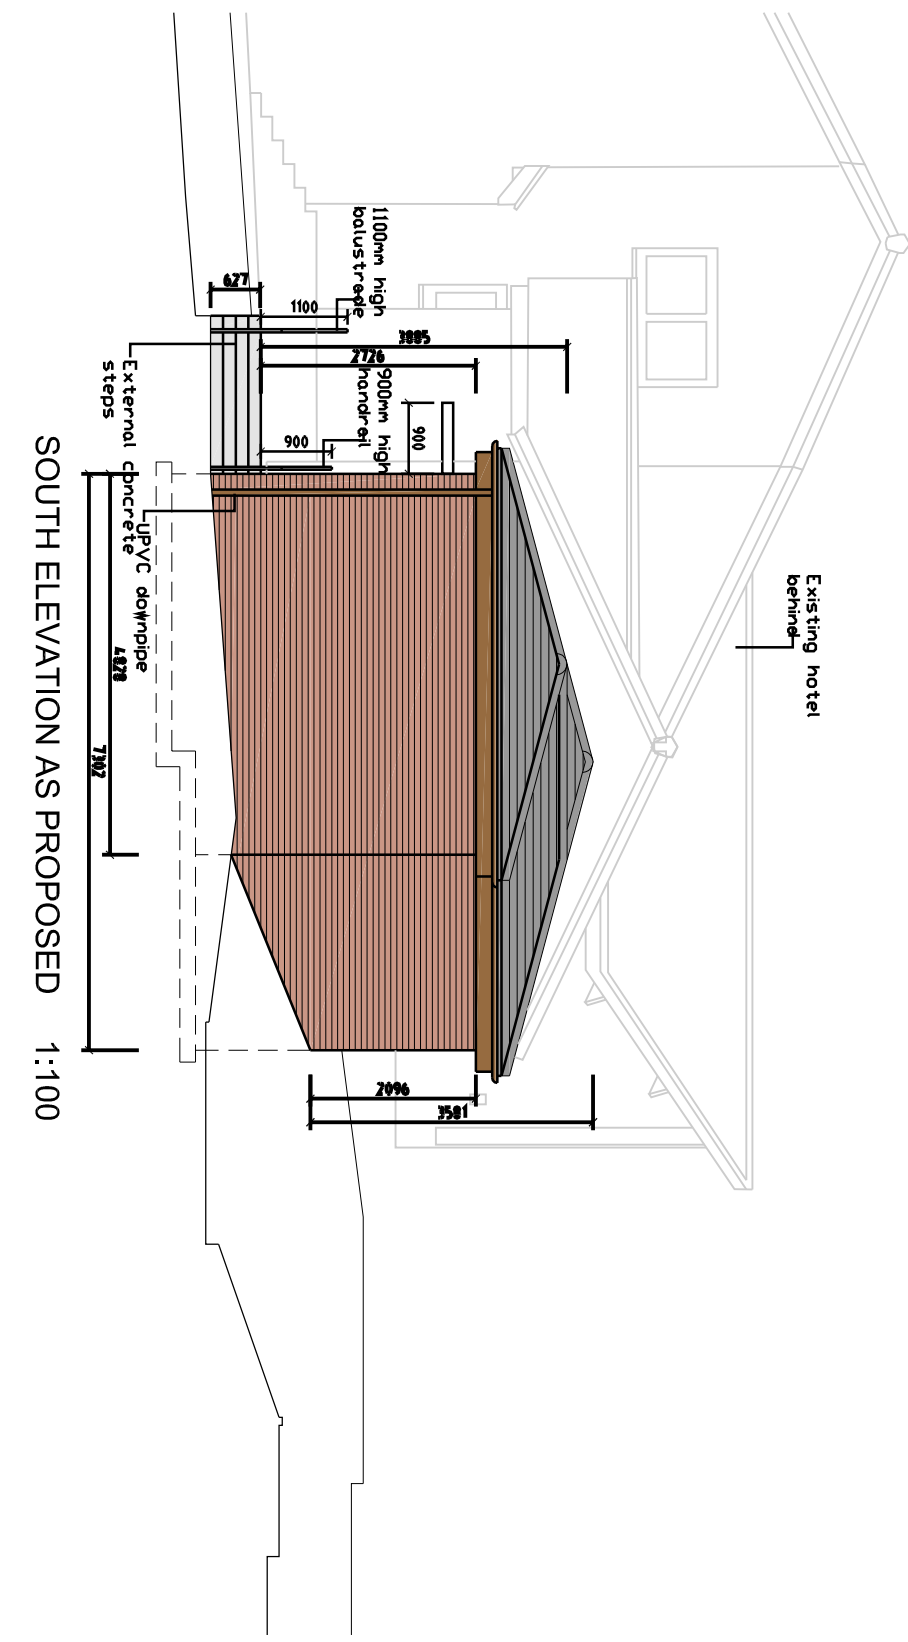 Existing hotel
behind
1100mm high
balustrade
900mm high
handrail
3885
2726
1100
627
900
900
3581
2096
External concrete
steps
uPVC downpipe
4828
7302
SOUTH ELEVATION AS PROPOSED 1:100